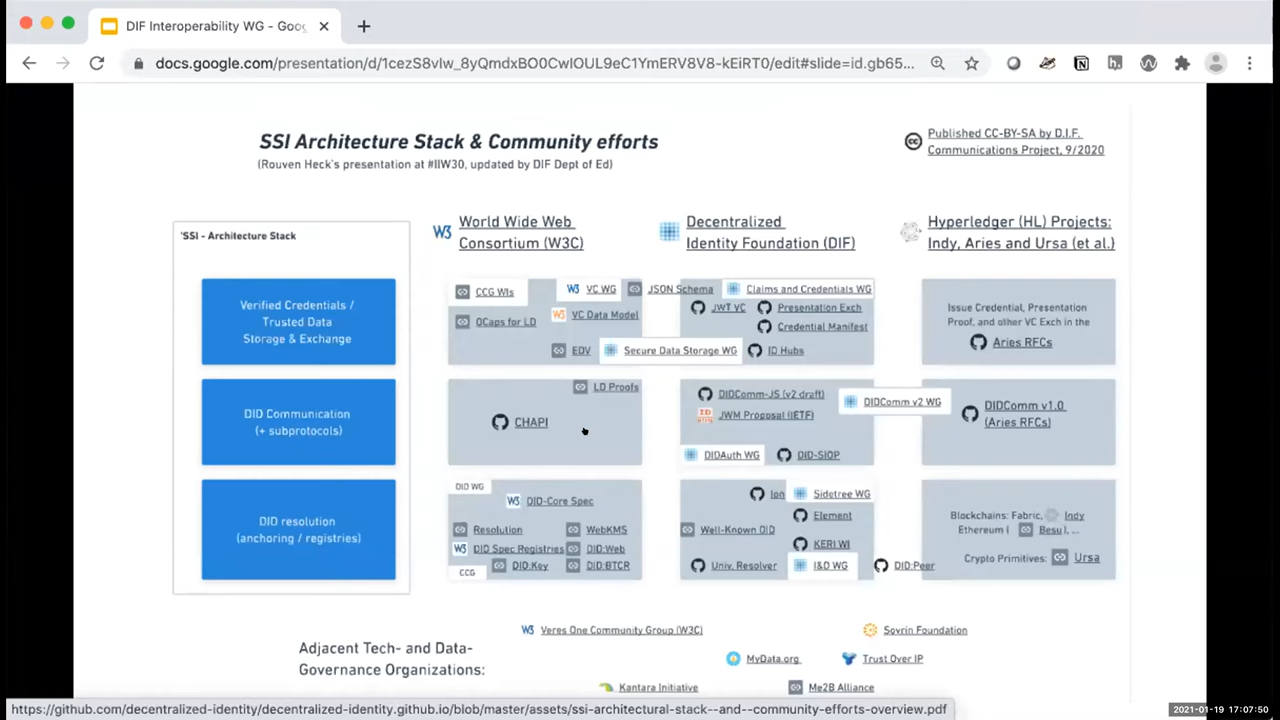 DIF Interoperability WG - Goo
docs.google.com/presentation/d/1cezS8vlw_8yQmdxBO0CwIOUL9eC1YmERV8V8-kEiRT0/edit#slide=id.gb65...
SSI Architecture Stack & Community efforts
(Rouven Heck's presentation at #IIW30, updated by DIF Dept of Ed)
Published CC-BY-SA by D.I.F.
Communications Project, 9/2020
'SSI - Architecture Stack
World Wide Web
Consortium (W3C)
Decentralized
Identity Foundation (DIF)
Hyperledger (HL) Projects:
Indy, Aries and Ursa (et al.)
Verified Credentials /
Trusted Data
Storage & Exchange
CCG WIs
VC WG
JSON Schema
OCaps for LD
VC Data Model
EDV
Secure Data Storage WG
Claims and Credentials WG
JWT VC
Presentation Exch
Credential Manifest
ID Hubs
Issue Credential, Presentation
Proof, and other VC Exch in the
Aries RFCs
DID Communication
(+ subprotocols)
LD Proofs
CHAPI
DIDComm-JS (v2 draft)
JWM Proposal (IETF)
DIDComm v2 WG
DIDAuth WG
DID-SIOP
DIDComm v1.0
(Aries RFCs)
DID resolution
(anchoring / registries)
DID WG
DID-Core Spec
Resolution
WebKMS
DID Spec Registries
DID:Web
CCG
DID:Key
DID:BTCR
Ion
Sidetree WG
Element
Well-Known DID
KERI WI
Univ. Resolver
I&D WG
DID:Peer
Blockchains: Fabric, Indy
Ethereum ( Besu), ...
Crypto Primitives: Ursa
Adjacent Tech- and Data-
Governance Organizations:
Veres One Community Group (W3C)
Sovrin Foundation
MyData.org
Trust Over IP
Kantara Initiative
Me2B Alliance
https://github.com/decentralized-identity/decentralized-identity.github.io/blob/master/assets/ssi-architectural-stack--and--community-efforts-overview.pdf
2021-01-19 17:07:50